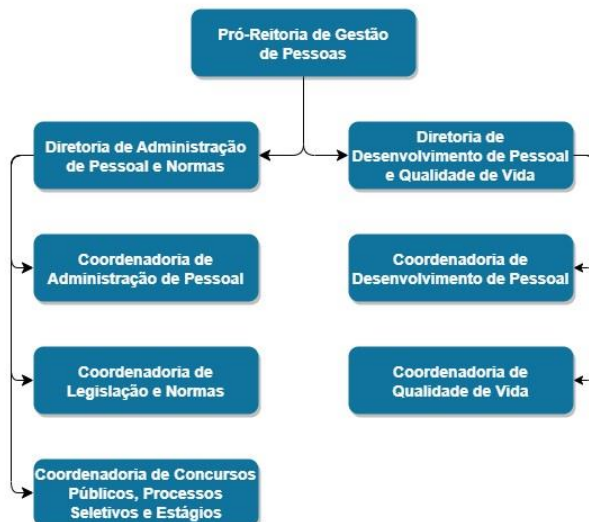 Pró-Reitoria de Gestão
de Pessoas
Diretoria de Administração
de Pessoal e Normas
Diretoria de
Desenvolvimento de Pessoal
e Qualidade de Vida
Coordenadoria de
Administração de Pessoal
Coordenadoria de
Desenvolvimento de Pessoal
Coordenadoria de
Legislação e Normas
Coordenadoria de
Qualidade de Vida
Coordenadoria de Concursos
Públicos, Processos
Seletivos e Estágios